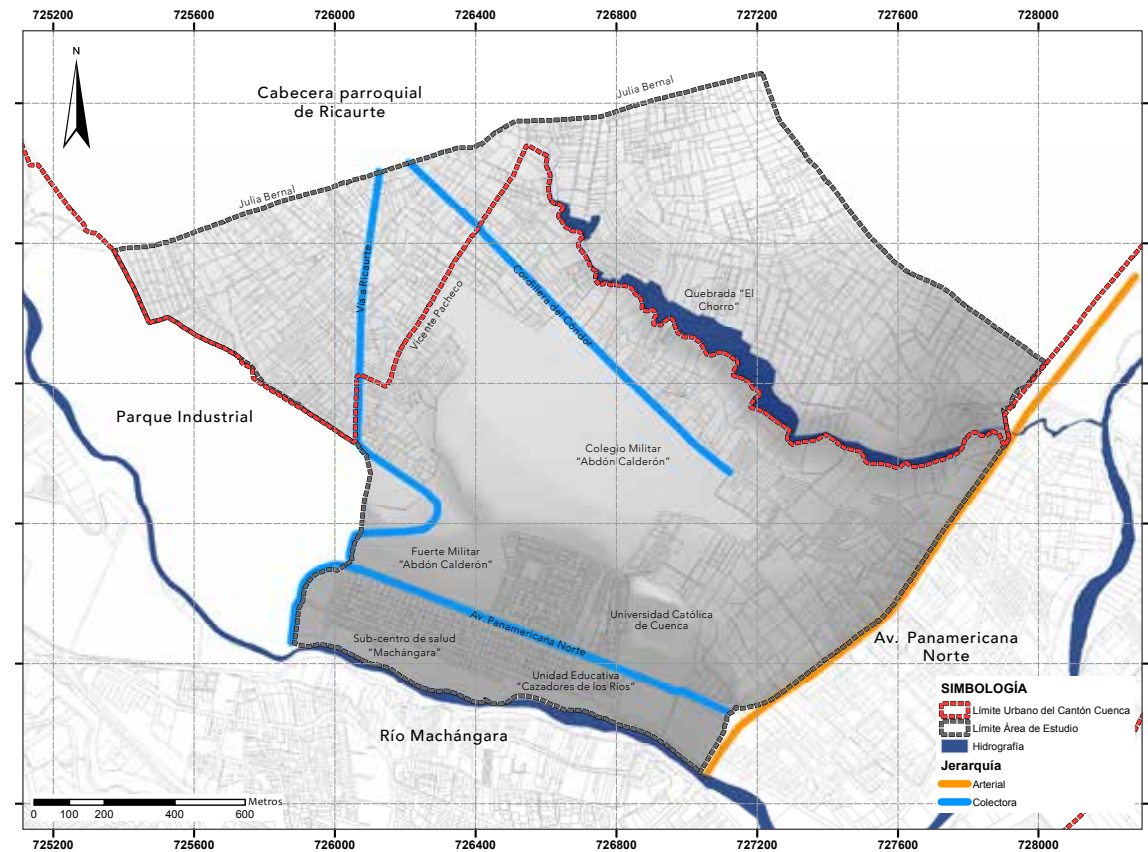 725200 725600 726000 726400 726800 727200 727600 728000
N
Julia Bernal
Cabecera parroquial
de Ricaurte
Julia Bernal
Vía a Ricaurte
Vicente Pacheco
Cordillera del Cóndor
Quebrada "El
Chorro"
Parque Industrial
Colegio Militar
"Abdón Calderón"
Fuerte Militar
"Abdón Calderón"
Universidad Católica
de Cuenca
Av. Panamericana Norte
Sub-centro de salud
"Machángara"
Av. Panamericana
Norte
Unidad Educativa
"Cazadores de los Ríos"
Río Machángara
SIMBOLOGÍA
Límite Urbano del Cantón Cuenca
Límite Área de Estudio
Hidrografía
Jerarquía
Arterial
Colectora
Metros
0 100 200 400 600
725200 725600 726000 726400 726800 727200 727600 728000